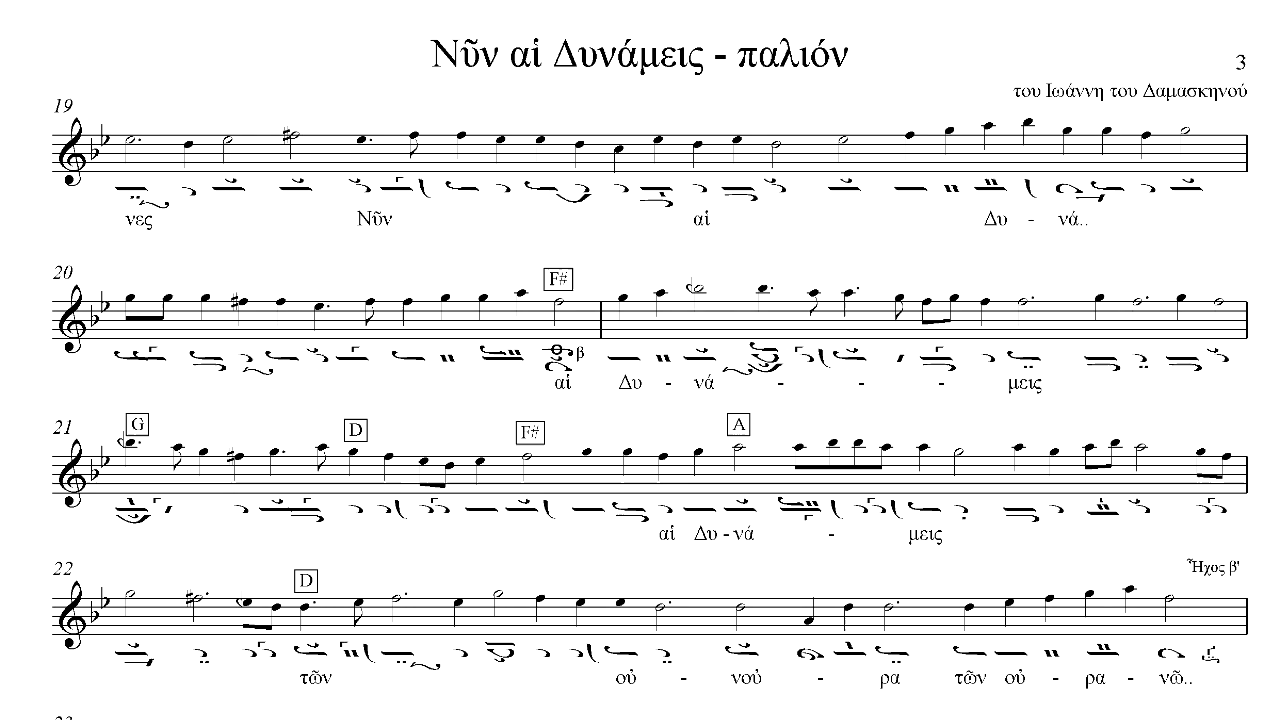 Νῦν αἱ Δυνάμεις - παλιόν
3
του Ιωάννη του Δαμασκηνού
19
νες Νῦν αἱ Δυ - νά..
20
F#
β
αἱ Δυ - νά - - - μεις
21
G D F# A
αἱ Δυ - νά - μεις
22
D
Ἦχος β'
τῶν οὐ - νού - ρα τῶν οὐ - ρα - νῶ..